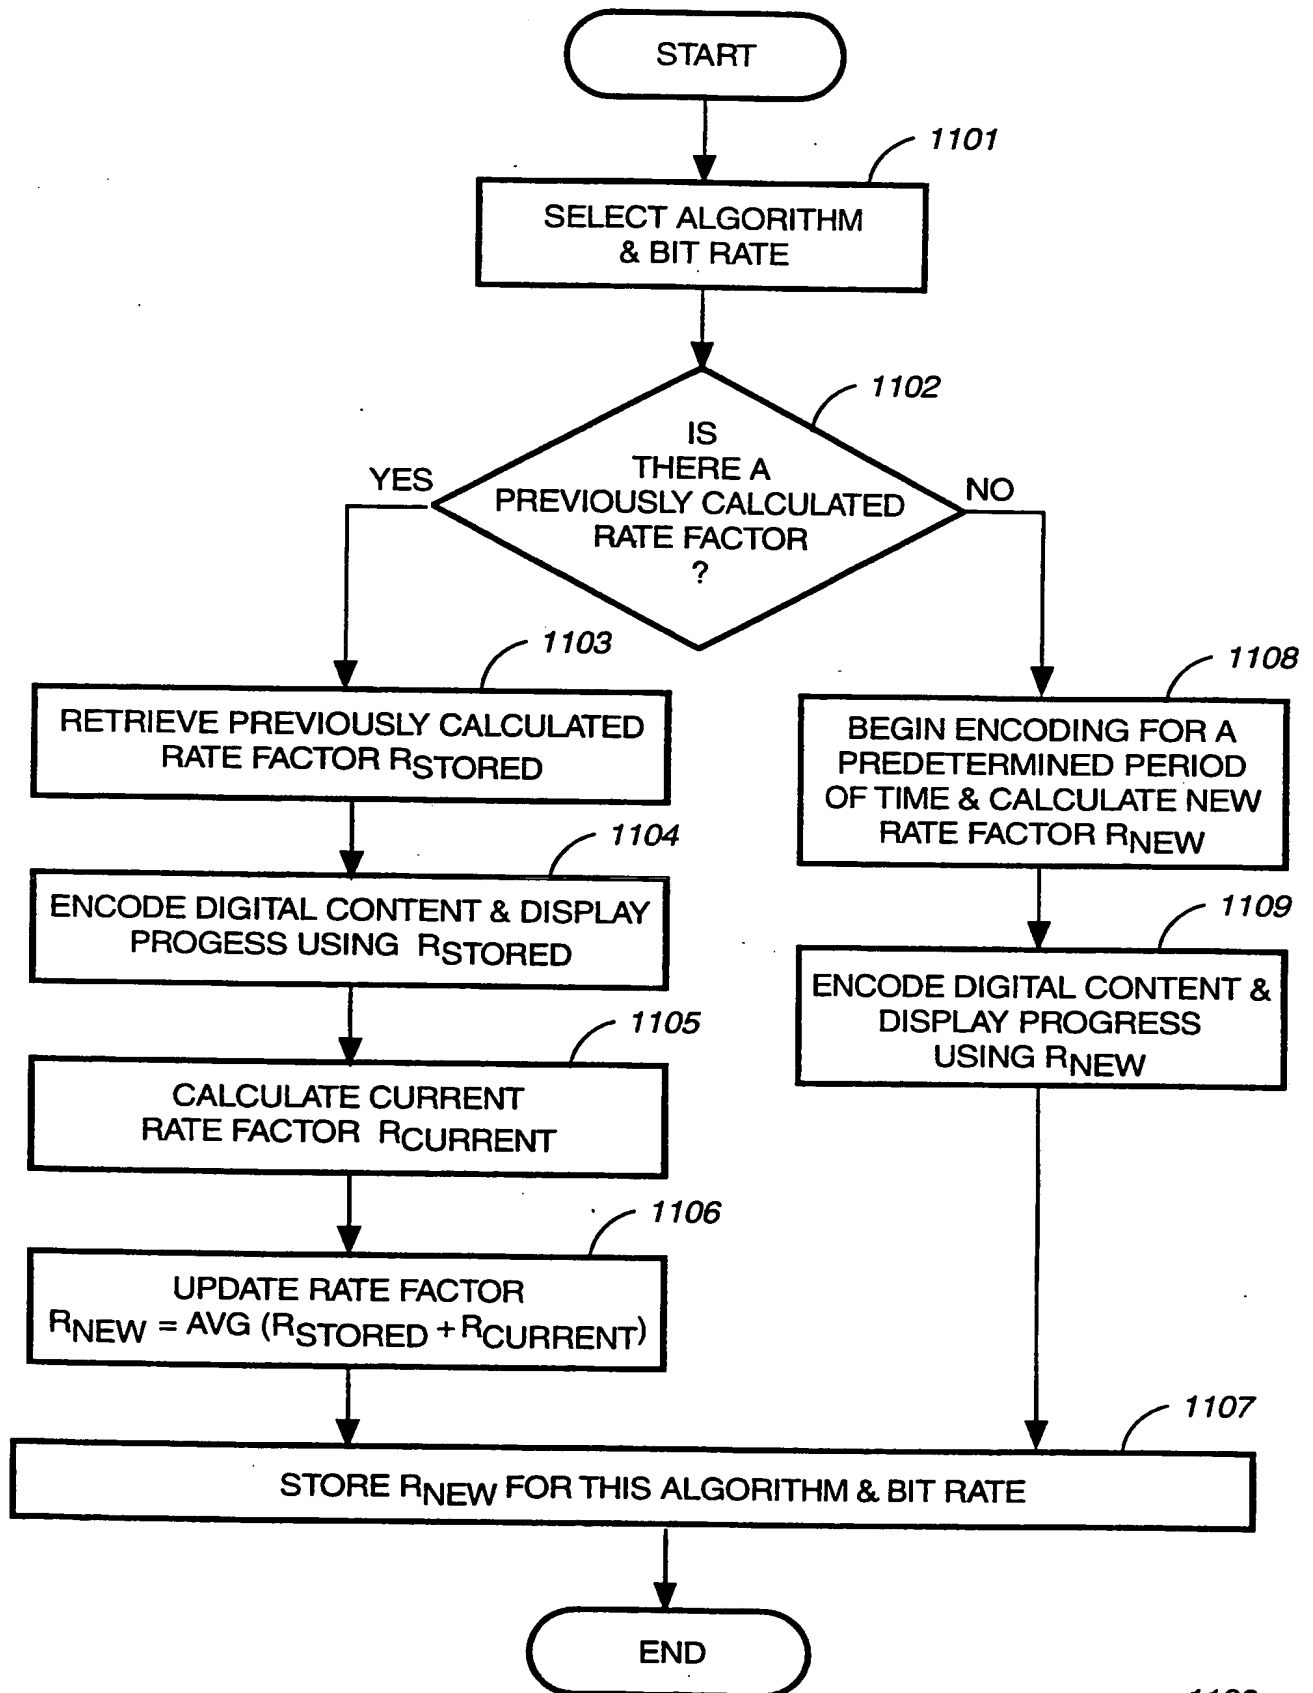 START
1101
SELECT ALGORITHM
& BIT RATE
1102
IS
THERE A
PREVIOUSLY CALCULATED
RATE FACTOR
?
YES
NO
1103
RETRIEVE PREVIOUSLY CALCULATED
RATE FACTOR RSTORED
1104
ENCODE DIGITAL CONTENT & DISPLAY
PROGESS USING RSTORED
1105
CALCULATE CURRENT
RATE FACTOR RCURRENT
1106
UPDATE RATE FACTOR
RNEW = AVG (RSTORED + RCURRENT)
1108
BEGIN ENCODING FOR A
PREDETERMINED PERIOD
OF TIME & CALCULATE NEW
RATE FACTOR RNEW
1109
ENCODE DIGITAL CONTENT &
DISPLAY PROGRESS
USING RNEW
1107
STORE RNEW FOR THIS ALGORITHM & BIT RATE
END